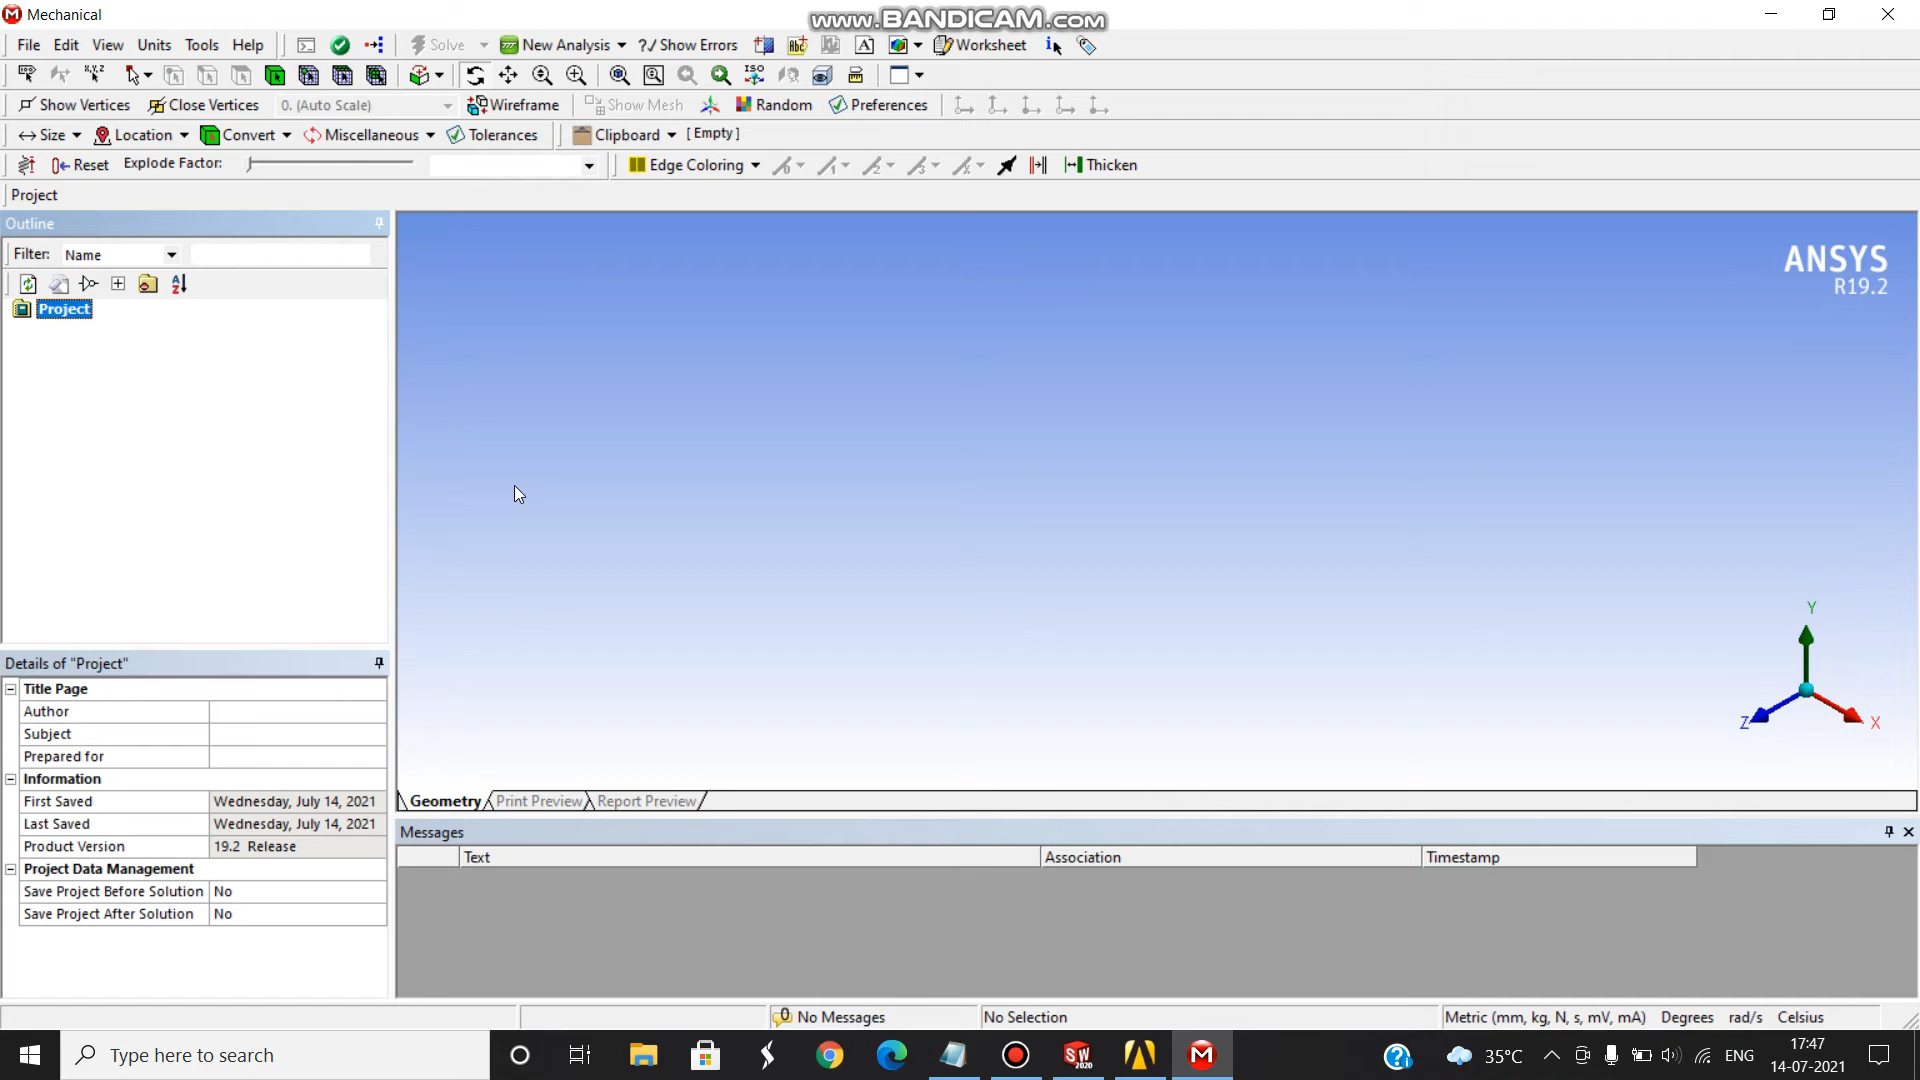 Mechanical
www.BANDICAM.com
File Edit View Units Tools Help Solve New Analysis ?/ Show Errors Worksheet
Show Vertices Close Vertices 0. (Auto Scale) Wireframe Show Mesh Random Preferences
Size Location Convert Miscellaneous Tolerances Clipboard [ Empty ]
Reset Explode Factor: Edge Coloring Thicken
Project
Outline
Filter: Name
Project
ANSYS
R19.2
Y
Z
X
Details of "Project"
Title Page
Author
Subject
Prepared for
Information
First Saved Wednesday, July 14, 2021
Last Saved Wednesday, July 14, 2021
Product Version 19.2 Release
Project Data Management
Save Project Before Solution No
Save Project After Solution No
Geometry Print Preview Report Preview
Messages
Text Association Timestamp
0 No Messages No Selection Metric (mm, kg, N, s, mV, mA) Degrees rad/s Celsius
Type here to search
35°C ENG
17:47
14-07-2021